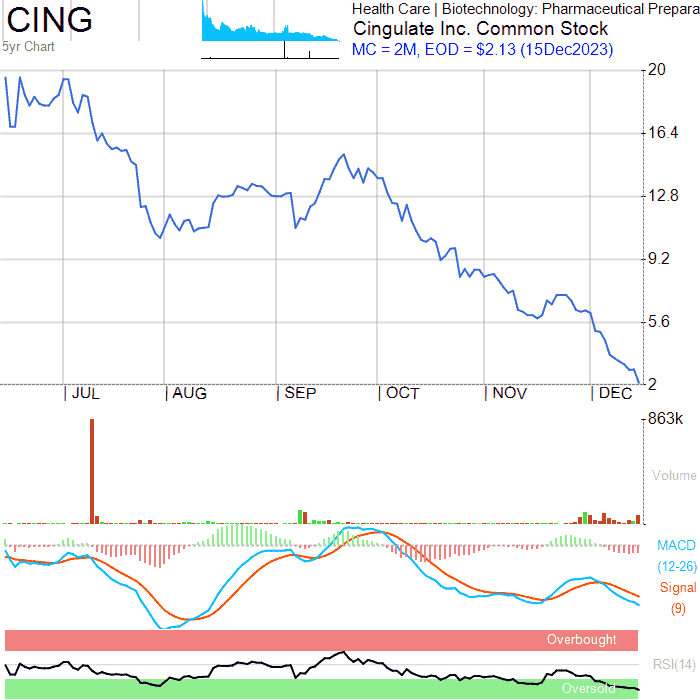 CING
Health Care | Biotechnology: Pharmaceutical Prepara
Cingulate Inc. Common Stock
5yr Chart
MC = 2M, EOD = $2.13 (15Dec2023)
20
16.4
12.8
9.2
5.6
2
JUL AUG SEP OCT NOV DEC
863k
Volume
MACD
(12-26)
Signal
(9)
Overbought
RSI(14)
Oversold